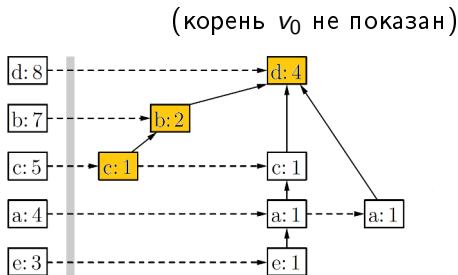 (корень v₀ не показан)
d: 8 d: 4
b: 7 b: 2
c: 5 c: 1 c: 1
a: 4 a: 1 a: 1
e: 3 e: 1